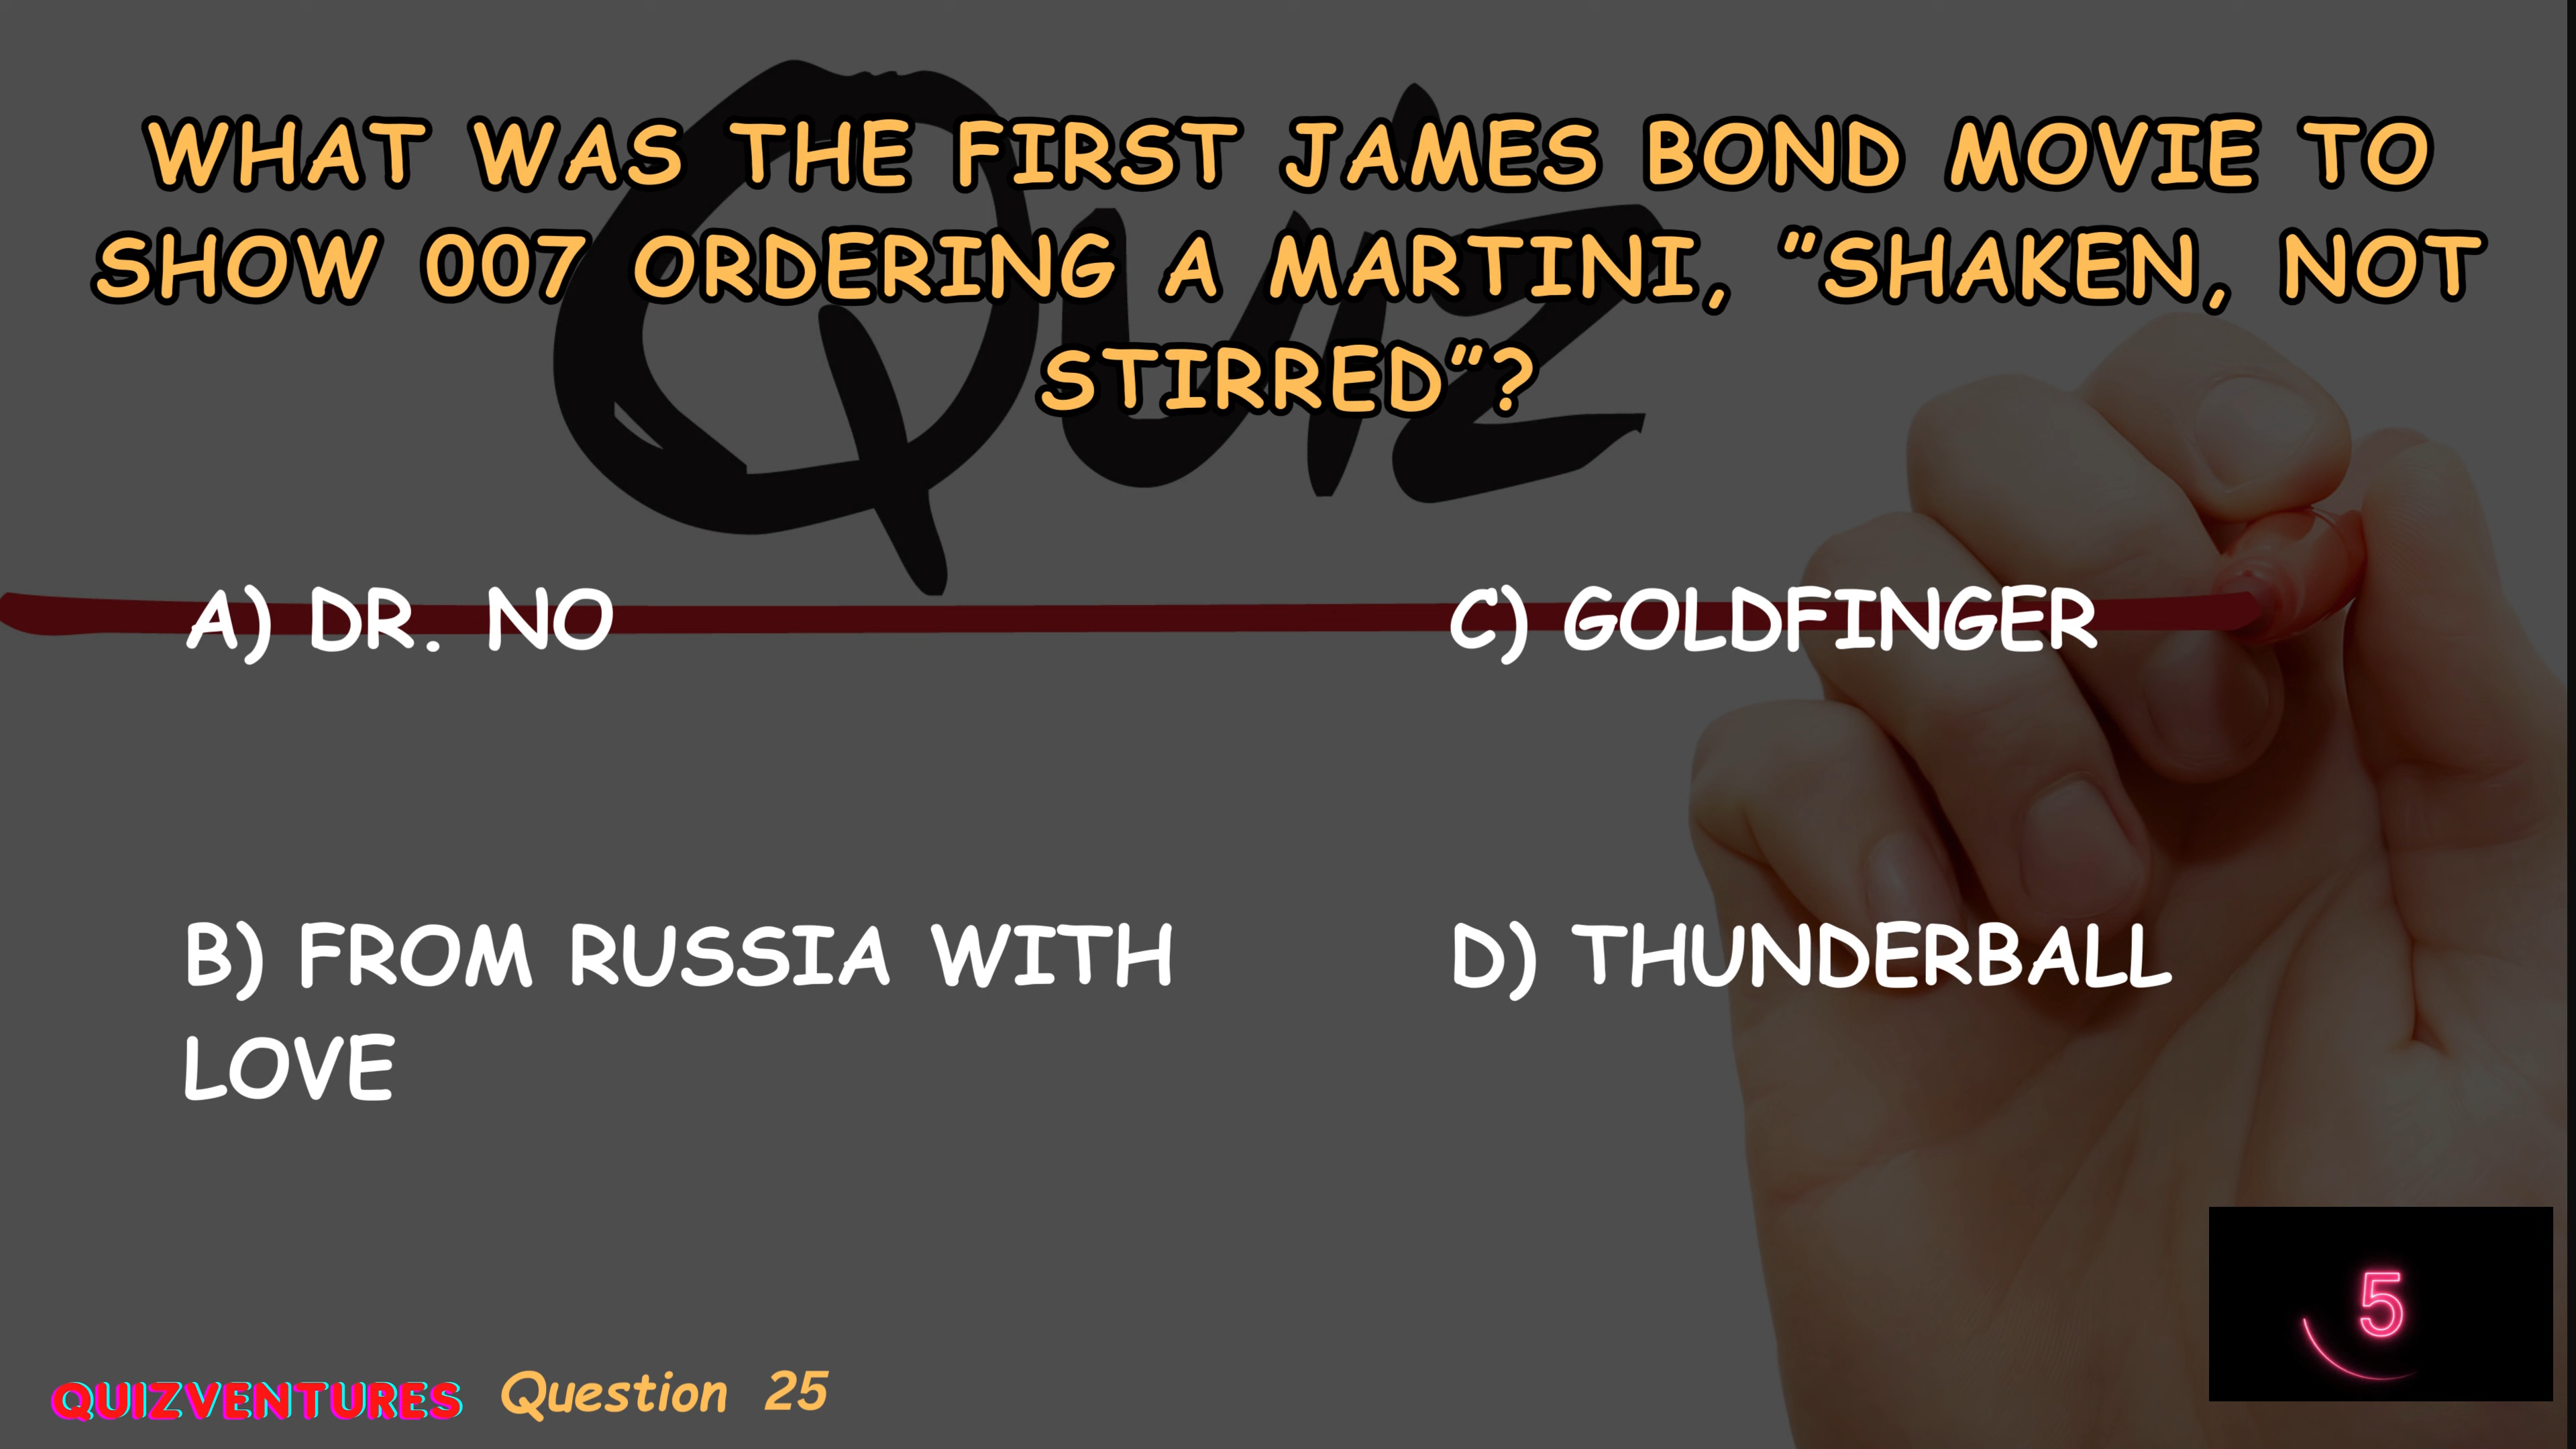 Quiz
WHAT WAS THE FIRST JAMES BOND MOVIE TO
SHOW 007 ORDERING A MARTINI, "SHAKEN, NOT
STIRRED"?
A) DR. NO
C) GOLDFINGER
B) FROM RUSSIA WITH
LOVE
D) THUNDERBALL
5
QUIZVENTURES Question 25